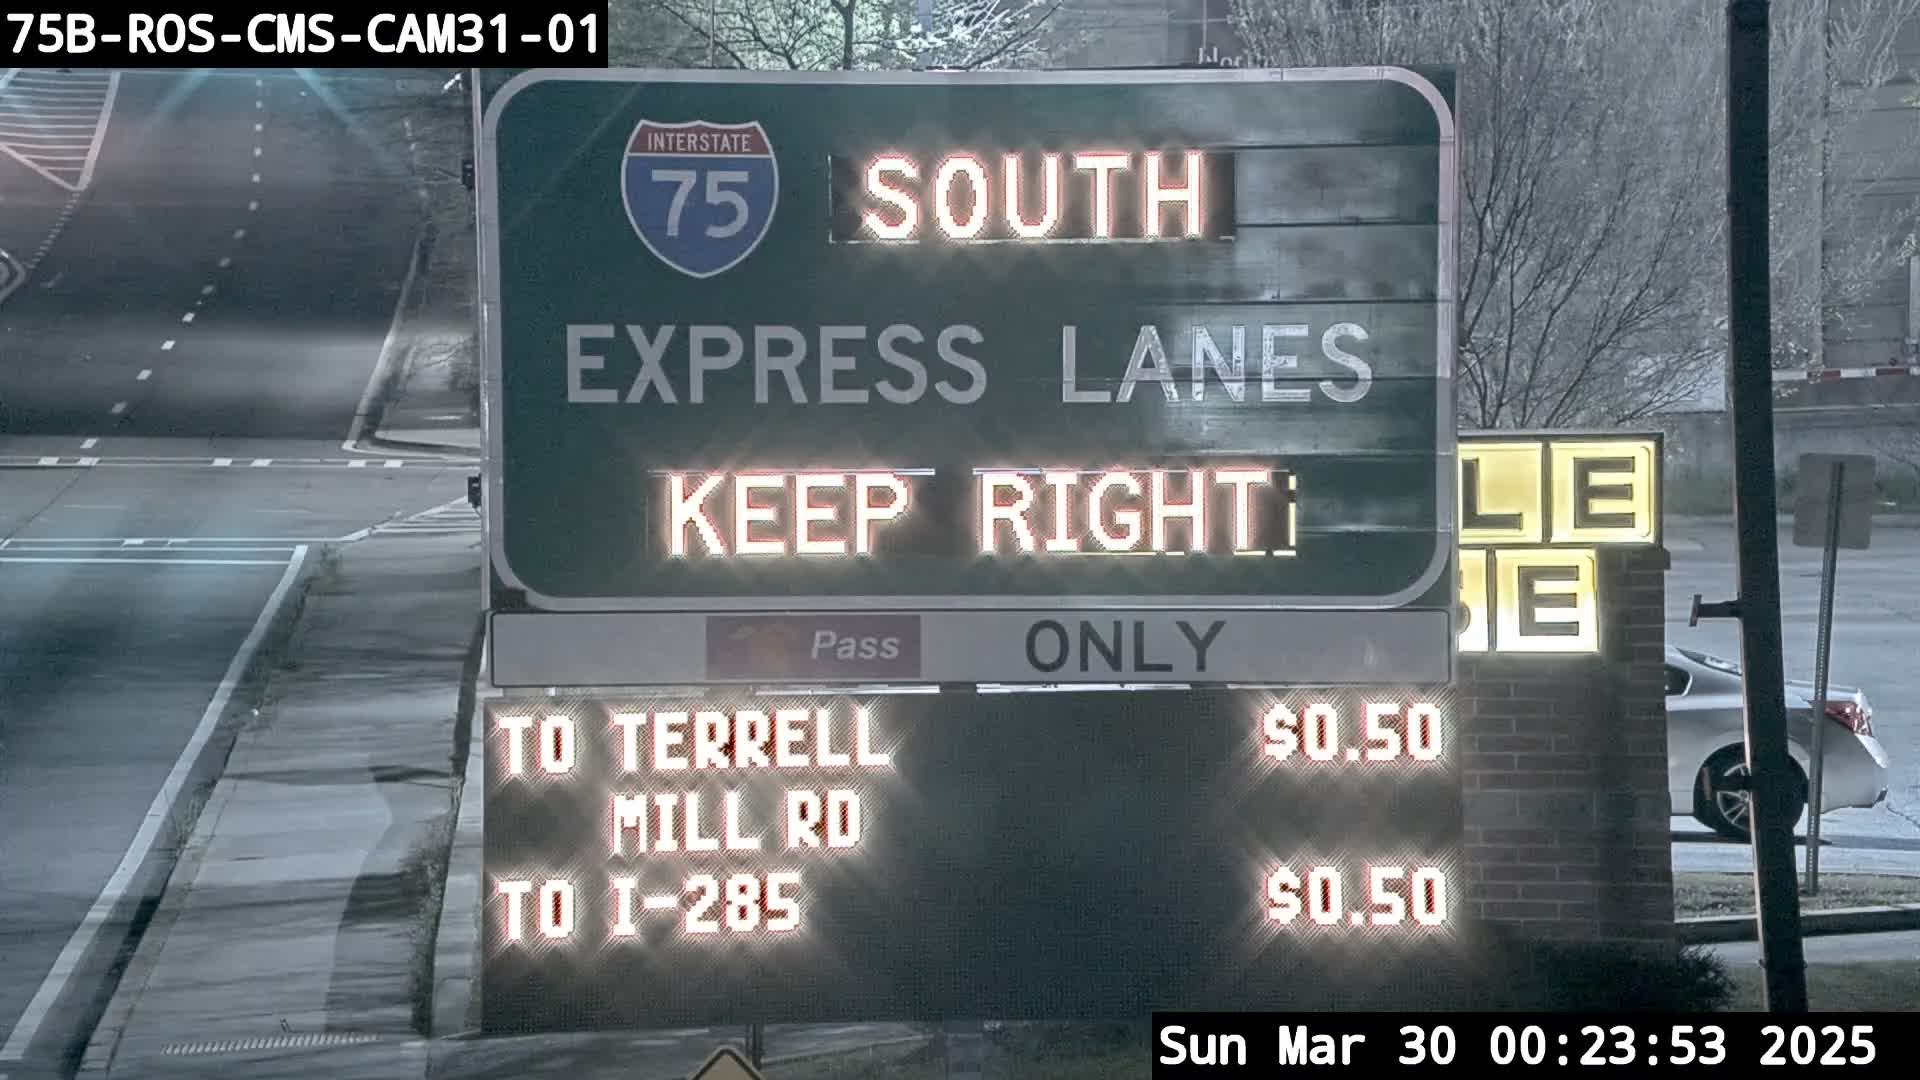 75B-ROS-CMS-CAM31-01
INTERSTATE
75
SOUTH
EXPRESS LANES
KEEP RIGHT
Pass ONLY
LE
E
TO TERRELL $0.50
MILL RD
TO I-285 $0.50
Sun Mar 30 00:23:53 2025